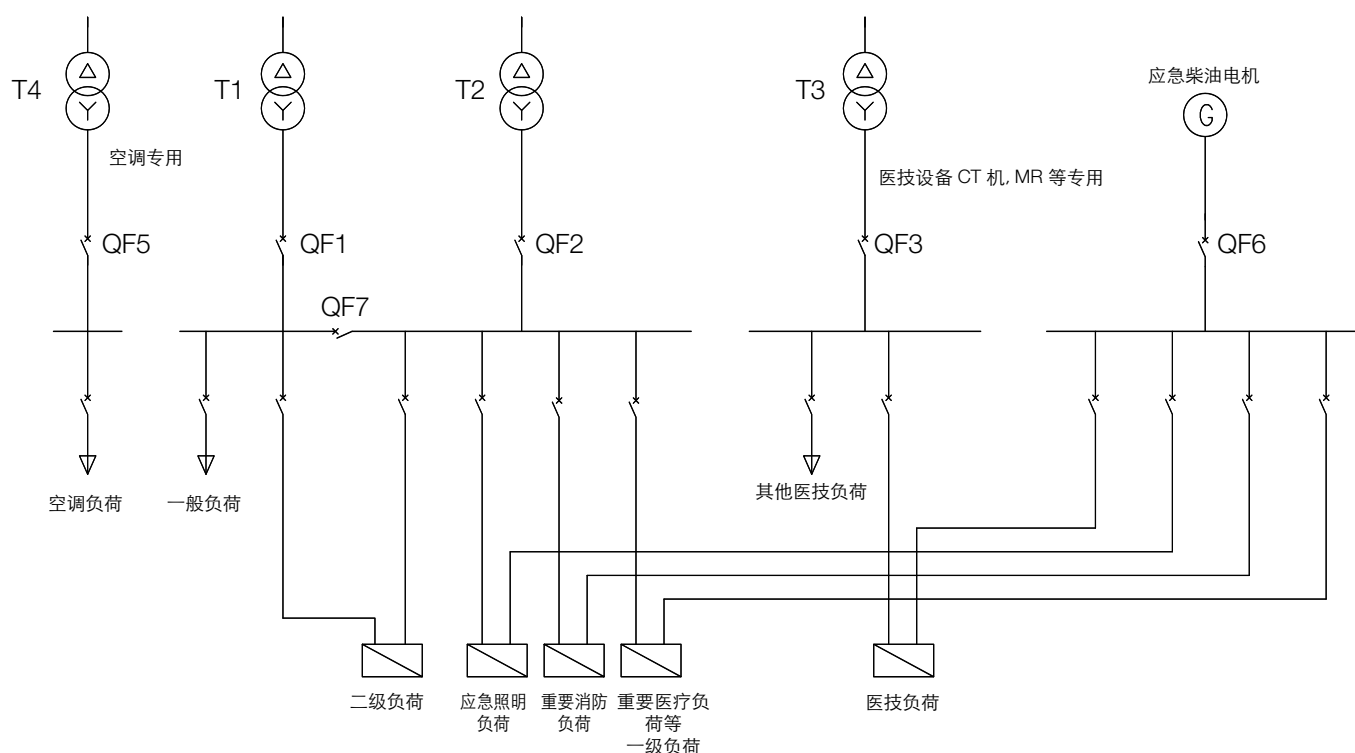 应急柴油电机
T4
T1
T2
T3
G
空调专用
医技设备 CT 机, MR 等专用
QF5
QF1
QF2
QF3
QF6
QF7
空调负荷
一般负荷
其他医技负荷
二级负荷
应急照明
负荷
重要消防
负荷
重要医疗负
荷等
一级负荷
医技负荷